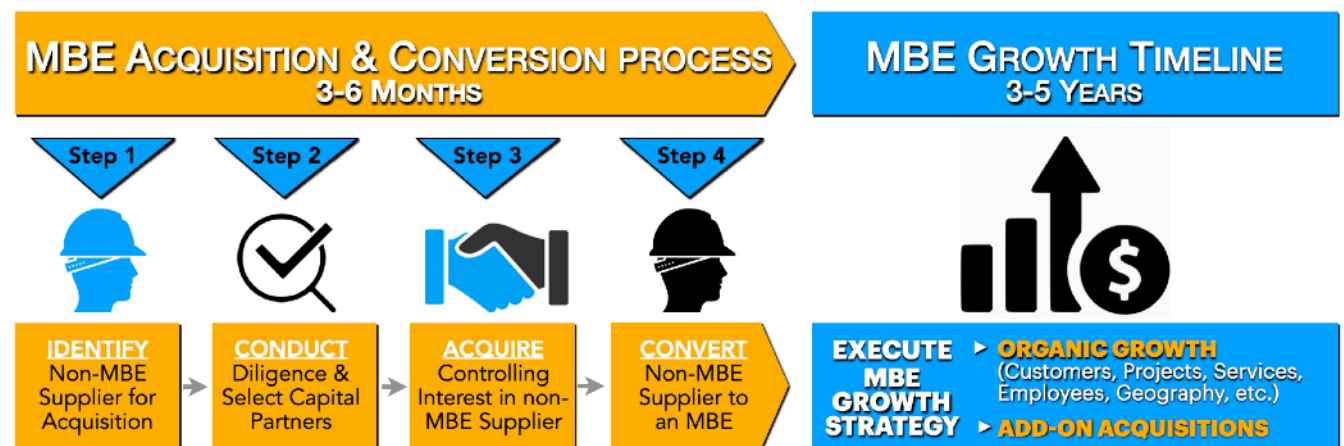 MBE ACQUISITION & CONVERSION PROCESS
3-6 MONTHS
MBE GROWTH TIMELINE
3-5 YEARS
Step 1
Step 2
Step 3
Step 4
$
IDENTIFY
Non-MBE
Supplier for
Acquisition
CONDUCT
Diligence &
Select Capital
Partners
ACQUIRE
Controlling
Interest in non-
MBE Supplier
CONVERT
Non-MBE
Supplier to
an MBE
EXECUTE
MBE
GROWTH
STRATEGY
ORGANIC GROWTH
(Customers, Projects, Services,
Employees, Geography, etc.)
ADD-ON ACQUISITIONS